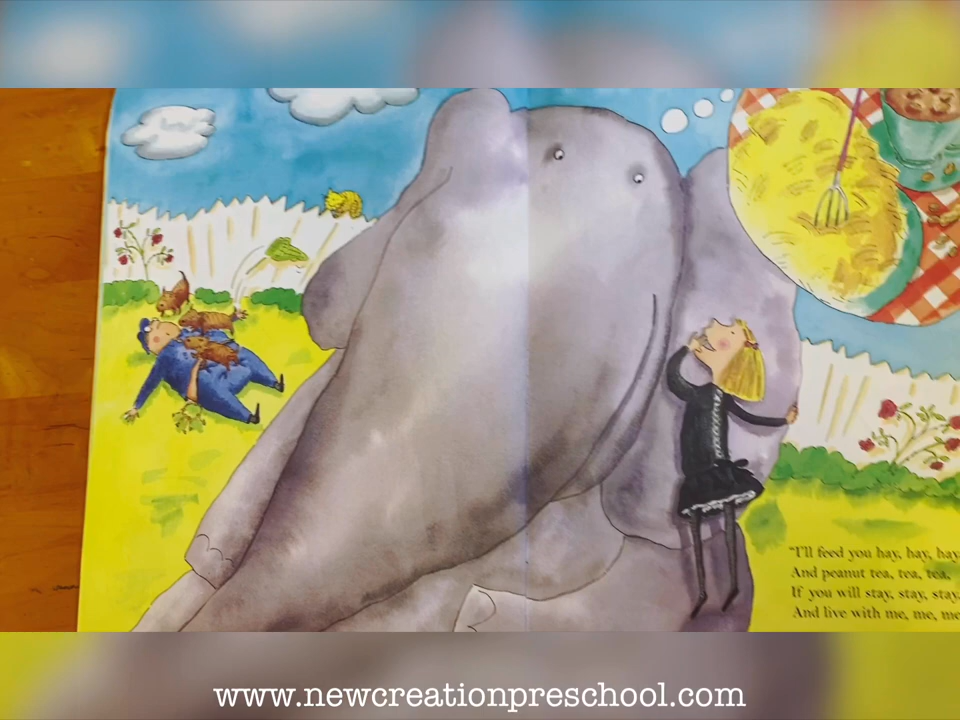 "I'll feed you hay, hay, hay
And peanut tea, tea, tea.
If you will stay, stay, stay,
And live with me, me, me
www.newcreationpreschool.com